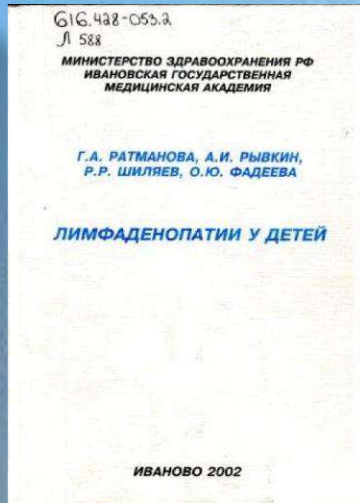 616.428-053.2
Л 588
МИНИСТЕРСТВО ЗДРАВООХРАНЕНИЯ РФ
ИВАНОВСКАЯ ГОСУДАРСТВЕННАЯ
МЕДИЦИНСКАЯ АКАДЕМИЯ
Г.А. РАТМАНОВА, А.И. РЫВКИН,
Р.Р. ШИЛЯЕВ, О.Ю. ФАДЕЕВА
ЛИМФАДЕНОПАТИИ У ДЕТЕЙ
ИВАНОВО 2002